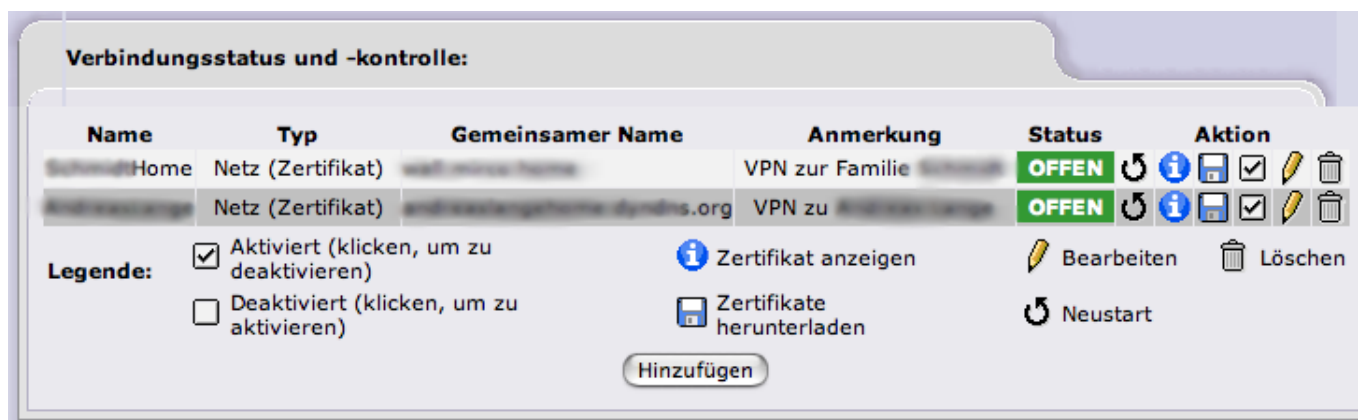 Verbindungsstatus und -kontrolle:
Name Typ Gemeinsamer Name Anmerkung Status Aktion
Home Netz (Zertifikat) VPN zur Familie OFFEN
Netz (Zertifikat) dyndns.org VPN zu OFFEN
Legende: Aktiviert (klicken, um zu deaktivieren) Zertifikat anzeigen Bearbeiten Löschen
Deaktiviert (klicken, um zu aktivieren) Zertifikate herunterladen Neustart
Hinzufügen